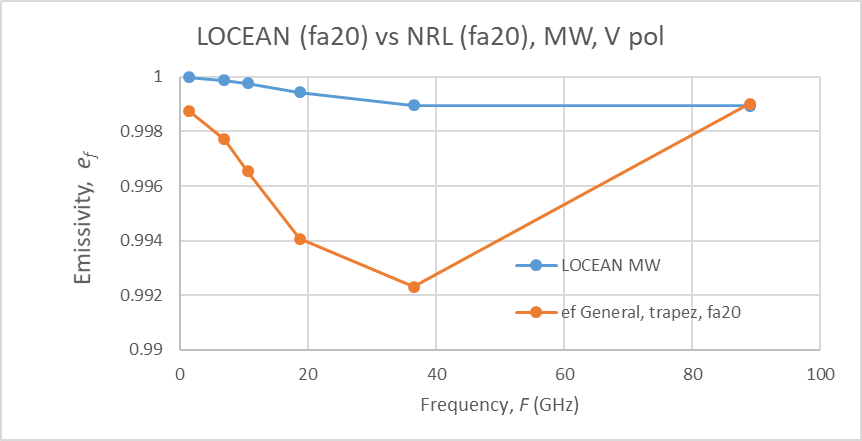 LOCEAN (fa20) vs NRL (fa20), MW, V pol
1
0.998
0.996
0.994
0.992
0.99
Emissivity, ef
LOCEAN MW
ef General, trapez, fa20
0 20 40 60 80 100
Frequency, F (GHz)